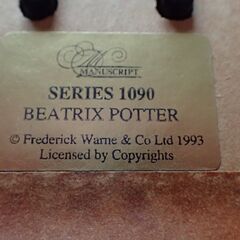 MANUSCRIPT
SERIES 1090
BEATRIX POTTER
© Frederick Warne & Co Ltd 1993
Licensed by Copyrights